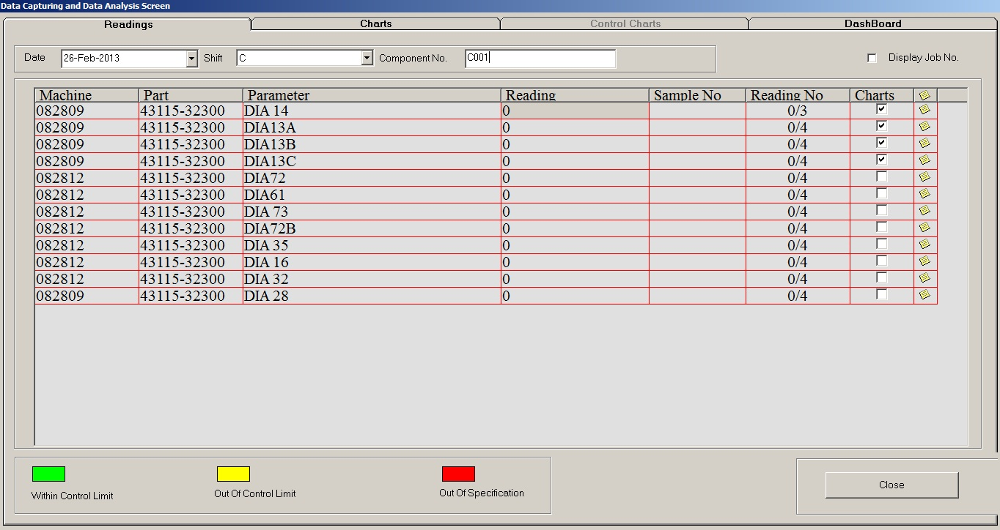 Data Capturing and Data Analysis Screen
Readings Charts Control Charts DashBoard
Date 26-Feb-2013 Shift C Component No. C001 Display Job No.
Machine Part Parameter Reading Sample No Reading No Charts
082809 43115-32300 DIA 14 0 0/3
082809 43115-32300 DIA13A 0 0/4
082809 43115-32300 DIA13B 0 0/4
082809 43115-32300 DIA13C 0 0/4
082812 43115-32300 DIA72 0 0/4
082812 43115-32300 DIA61 0 0/4
082812 43115-32300 DIA 73 0 0/4
082812 43115-32300 DIA72B 0 0/4
082812 43115-32300 DIA 35 0 0/4
082812 43115-32300 DIA 16 0 0/4
082812 43115-32300 DIA 32 0 0/4
082809 43115-32300 DIA 28 0 0/4
Within Control Limit Out Of Control Limit Out Of Specification Close